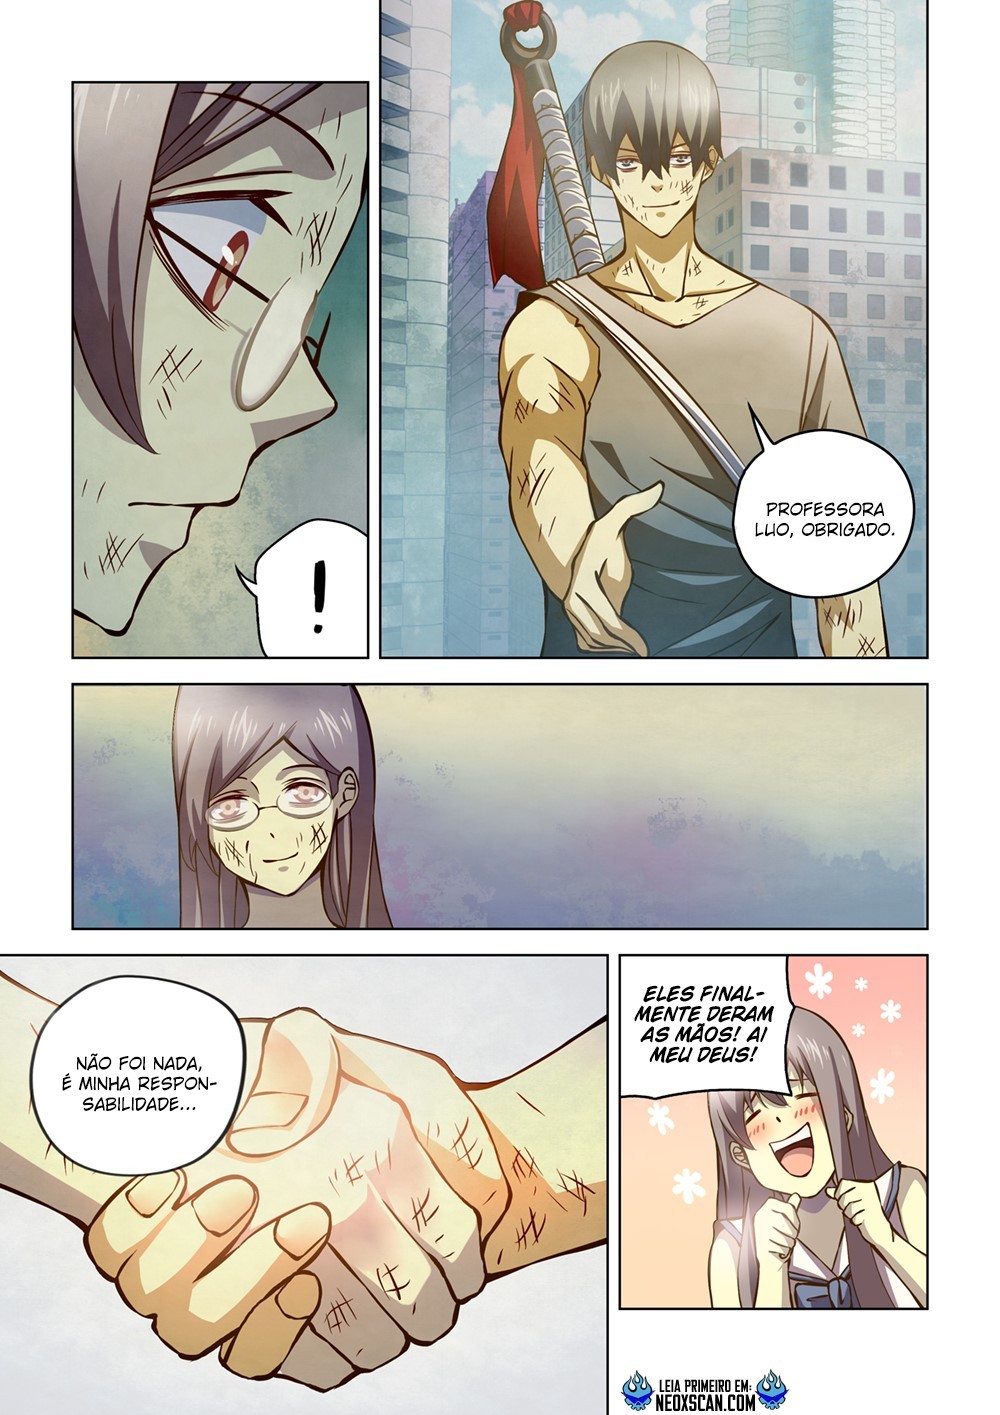 PROFESSORA
LUO, OBRIGADO.
!
NÃO FOI NADA,
É MINHA RESPON-
SABILIDADE...
ELES FINAL-
MENTE DERAM
AS MÃOS! AI
MEU DEUS!
LEIA PRIMEIRO EM:
NEOXSCAN.COM